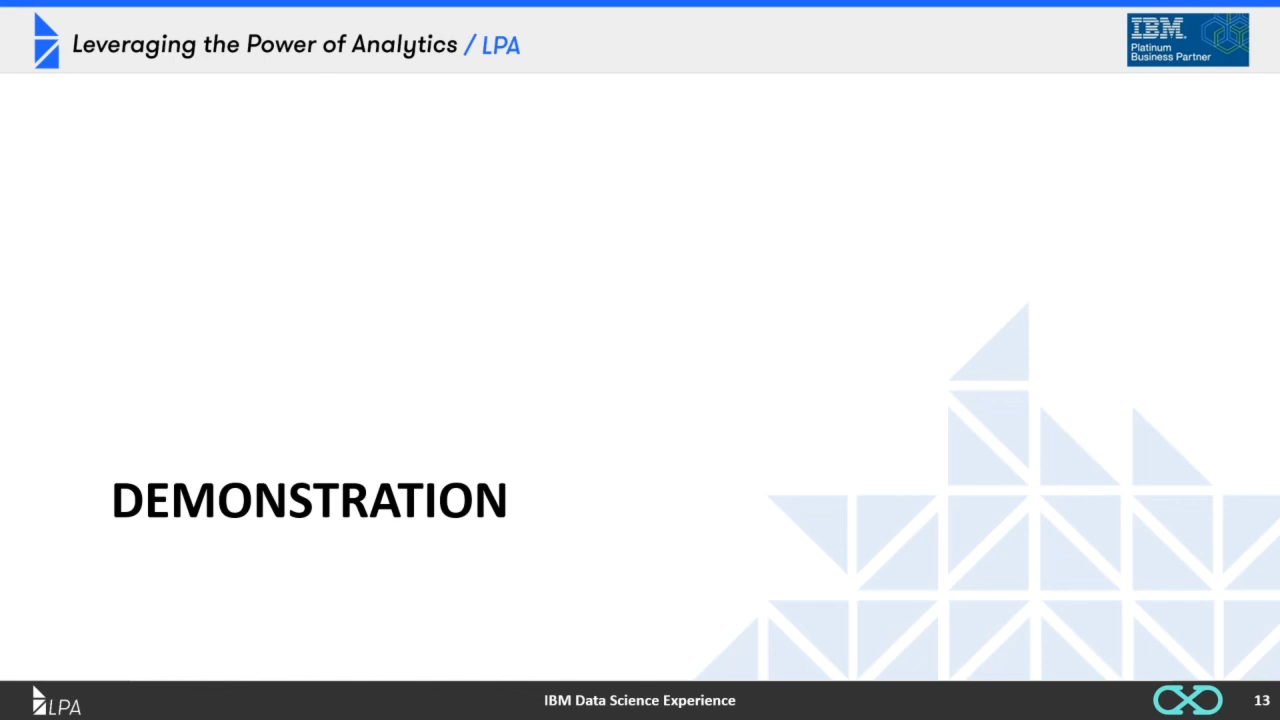 Leveraging the Power of Analytics / LPA
IBM
Platinum
Business Partner
DEMONSTRATION
LPA
IBM Data Science Experience
13